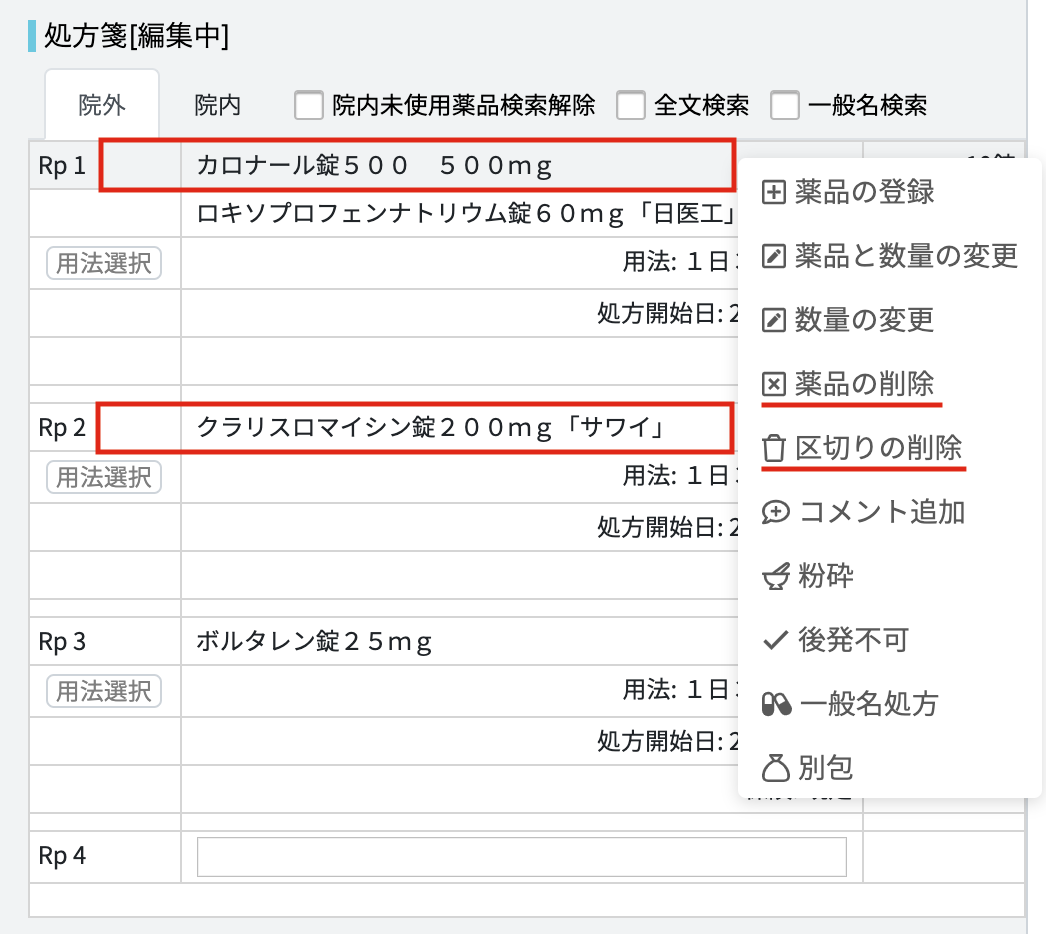 処方箋[編集中]
院外 院内 院内未使用薬品検索解除 全文検索 一般名検索
Rp 1 カロナール錠５００　５００ｍｇ
ロキソプロフェンナトリウム錠６０ｍｇ「日医工」
用法選択 用法: １日
処方開始日: 2
Rp 2 クラリスロマイシン錠２００ｍｇ「サワイ」
用法選択 用法: １日
処方開始日: 2
Rp 3 ボルタレン錠２５ｍｇ
用法選択 用法: １日
処方開始日: 2
Rp 4
薬品の登録
薬品と数量の変更
数量の変更
薬品の削除
区切りの削除
コメント追加
粉砕
後発不可
一般名処方
別包